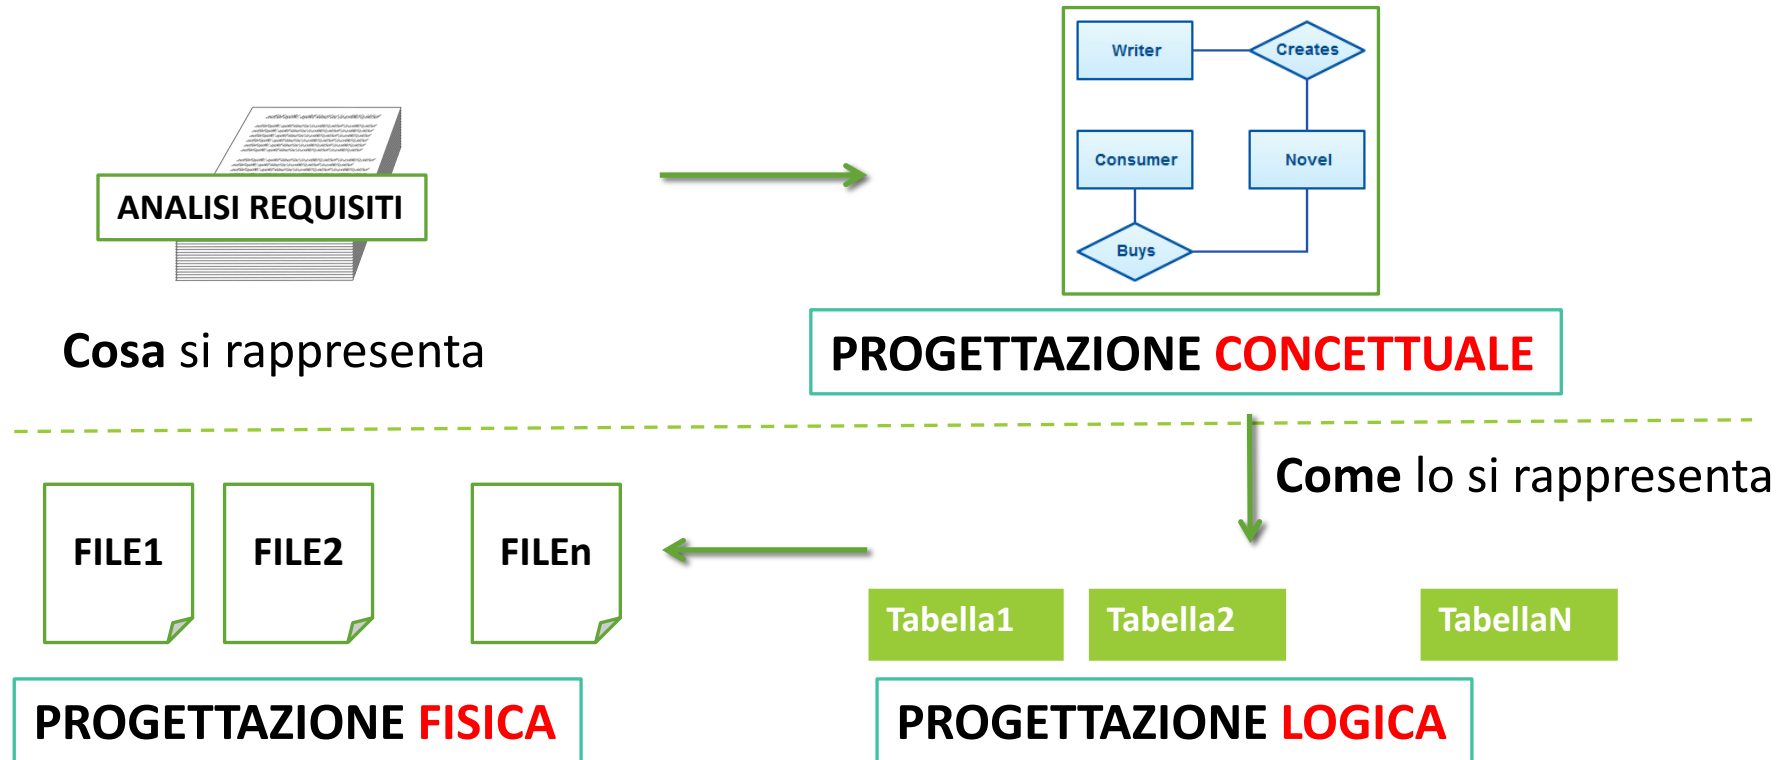 Writer
Creates
Consumer
Novel
Buys
ANALISI REQUISITI
Cosa si rappresenta
PROGETTAZIONE CONCETTUALE
Come lo si rappresenta
FILE1
FILE2
FILEn
Tabella1
Tabella2
TabellaN
PROGETTAZIONE FISICA
PROGETTAZIONE LOGICA